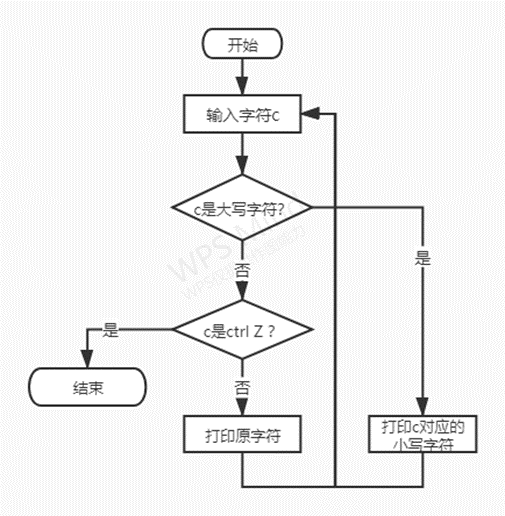 开始
输入字符c
c是大写字符?
是
否
c是ctrl Z ?
是
否
结束
打印原字符
打印c对应的
小写字符